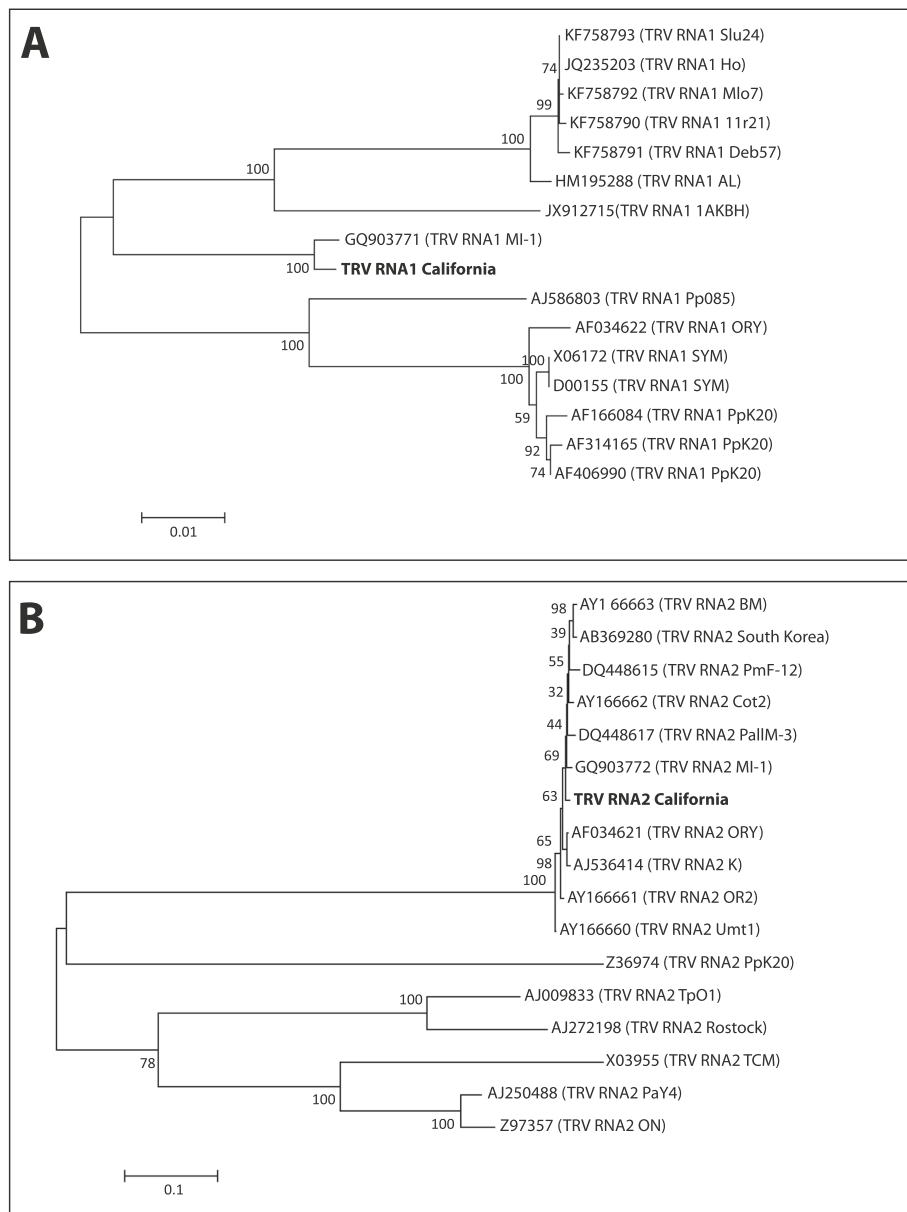 A
KF758793 (TRV RNA1 Slu24)
74
JQ235203 (TRV RNA1 Ho)
KF758792 (TRV RNA1 Mlo7)
99
KF758790 (TRV RNA1 11r21)
100
KF758791 (TRV RNA1 Deb57)
100
HM195288 (TRV RNA1 AL)
JX912715(TRV RNA1 1AKBH)
GQ903771 (TRV RNA1 MI-1)
100
TRV RNA1 California
AJ586803 (TRV RNA1 Pp085)
100
AF034622 (TRV RNA1 ORY)
100
X06172 (TRV RNA1 SYM)
100
D00155 (TRV RNA1 SYM)
59
AF166084 (TRV RNA1 PpK20)
92
AF314165 (TRV RNA1 PpK20)
74
AF406990 (TRV RNA1 PpK20)
0.01
B
98
AY1 66663 (TRV RNA2 BM)
39
AB369280 (TRV RNA2 South Korea)
55
DQ448615 (TRV RNA2 PmF-12)
32
AY166662 (TRV RNA2 Cot2)
44
DQ448617 (TRV RNA2 PallM-3)
69
GQ903772 (TRV RNA2 MI-1)
63
TRV RNA2 California
65
AF034621 (TRV RNA2 ORY)
98
AJ536414 (TRV RNA2 K)
100
AY166661 (TRV RNA2 OR2)
AY166660 (TRV RNA2 Umt1)
Z36974 (TRV RNA2 PpK20)
100
AJ009833 (TRV RNA2 TpO1)
AJ272198 (TRV RNA2 Rostock)
78
X03955 (TRV RNA2 TCM)
100
AJ250488 (TRV RNA2 PaY4)
100
Z97357 (TRV RNA2 ON)
0.1